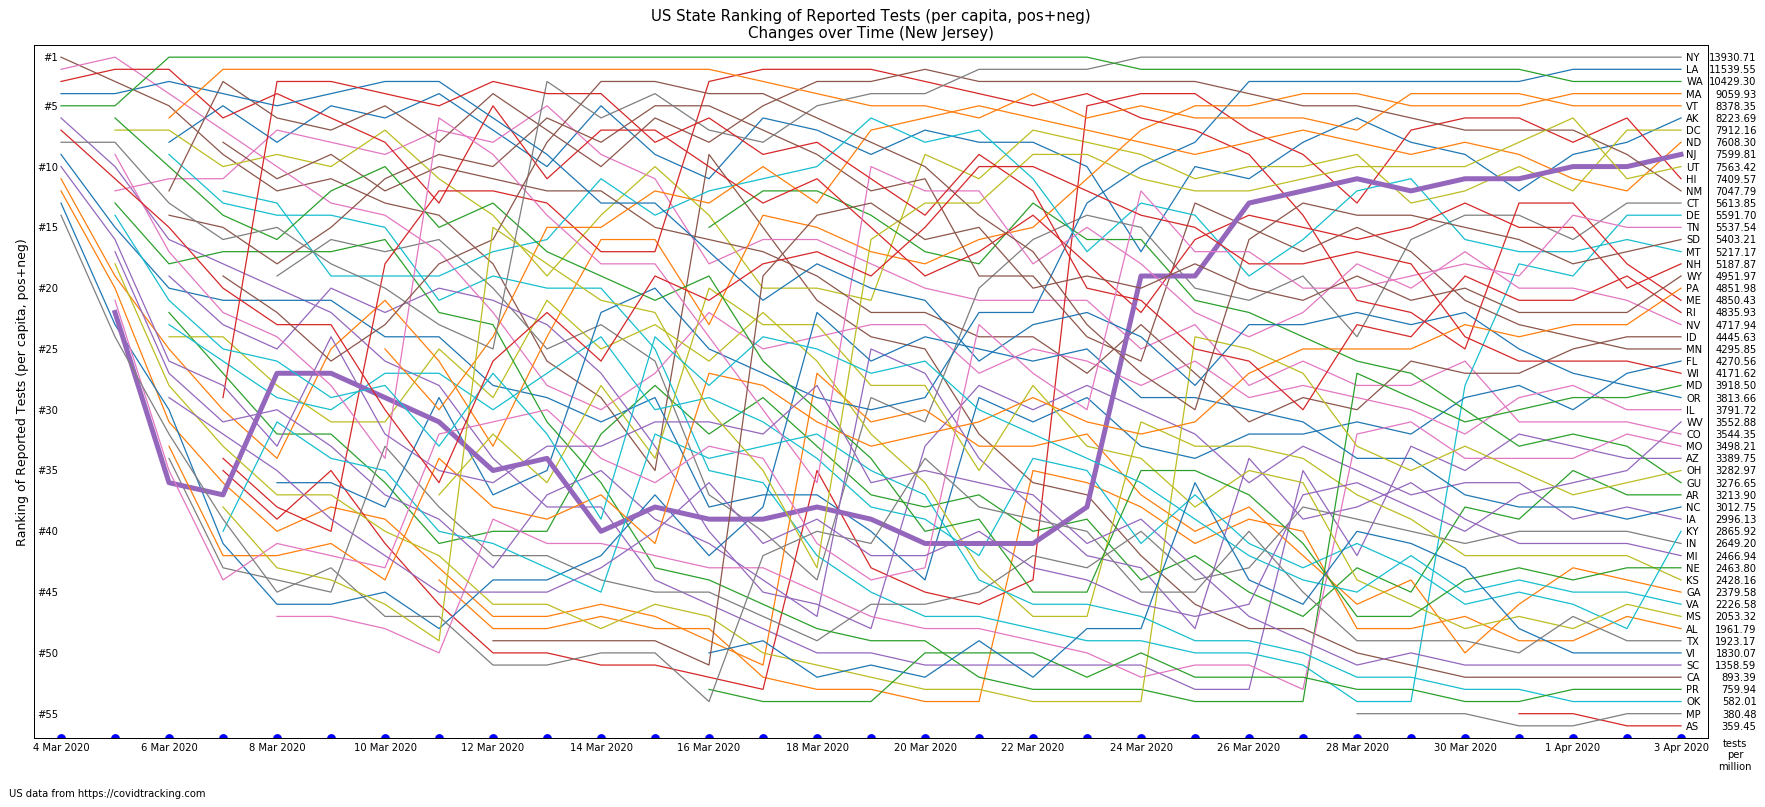 US State Ranking of Reported Tests (per capita, pos+neg)
Changes over Time (New Jersey)
Ranking of Reported Tests (per capita, pos+neg)
#1
#5
#10
#15
#20
#25
#30
#35
#40
#45
#50
#55
NY 13930.71
LA 11539.55
WA 10429.30
MA 9059.93
VT 8378.35
AK 8223.69
DC 7912.16
ND 7608.30
NJ 7599.81
UT 7563.42
HI 7409.57
NM 7047.79
CT 5613.85
DE 5591.70
TN 5537.54
SD 5403.21
MT 5217.17
NH 5187.87
WY 4951.97
PA 4851.98
ME 4850.43
RI 4835.93
NV 4717.94
ID 4445.63
MN 4295.85
FL 4270.56
WI 4171.62
MD 3918.50
OR 3813.66
IL 3791.72
WV 3552.88
CO 3544.35
MO 3498.21
AZ 3389.75
OH 3282.97
GU 3276.65
AR 3213.90
NC 3012.75
IA 2996.13
KY 2865.92
IN 2649.20
MI 2466.94
NE 2463.80
KS 2428.16
GA 2379.58
VA 2226.58
MS 2053.32
AL 1961.79
TX 1923.17
VI 1830.07
SC 1358.59
CA 893.39
PR 759.94
OK 582.01
MP 380.48
AS 359.45
4 Mar 2020 6 Mar 2020 8 Mar 2020 10 Mar 2020 12 Mar 2020 14 Mar 2020 16 Mar 2020 18 Mar 2020 20 Mar 2020 22 Mar 2020 24 Mar 2020 26 Mar 2020 28 Mar 2020 30 Mar 2020 1 Apr 2020 3 Apr 2020
tests
per
million
US data from https://covidtracking.com